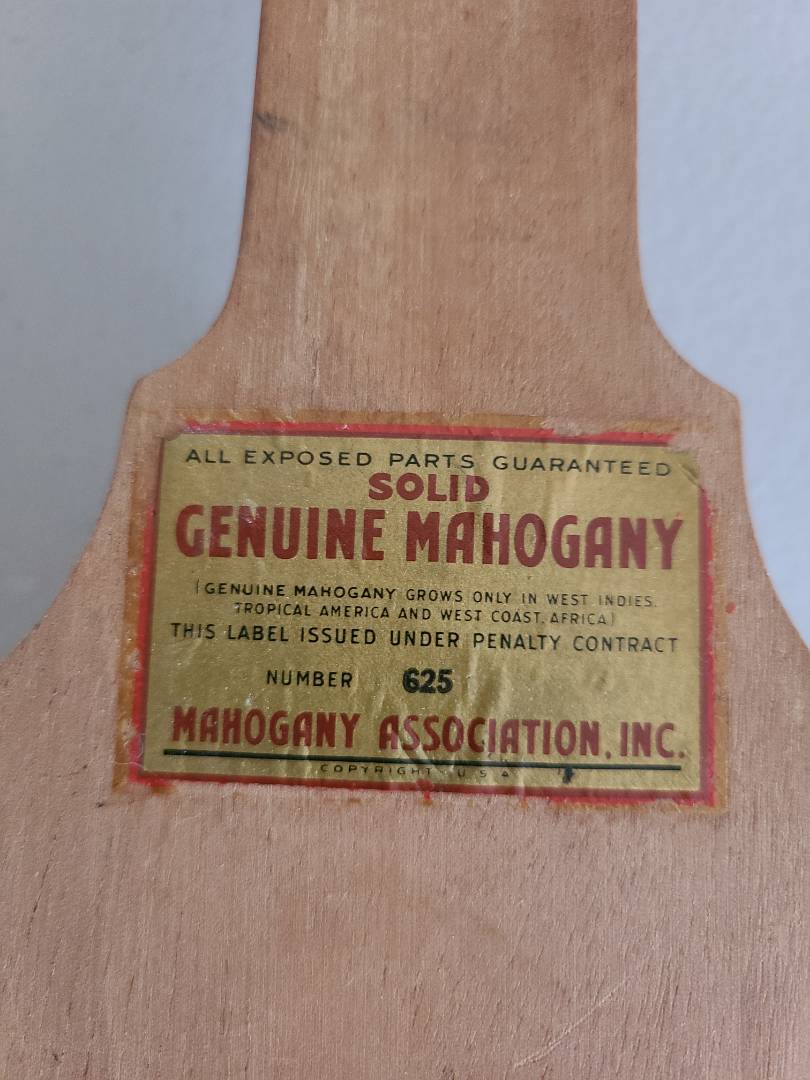 ALL EXPOSED PARTS GUARANTEED
SOLID
GENUINE MAHOGANY
(GENUINE MAHOGANY GROWS ONLY IN WEST INDIES,
TROPICAL AMERICA AND WEST COAST, AFRICA)
THIS LABEL ISSUED UNDER PENALTY CONTRACT
NUMBER 625
MAHOGANY ASSOCIATION, INC.
COPYRIGHT U S A